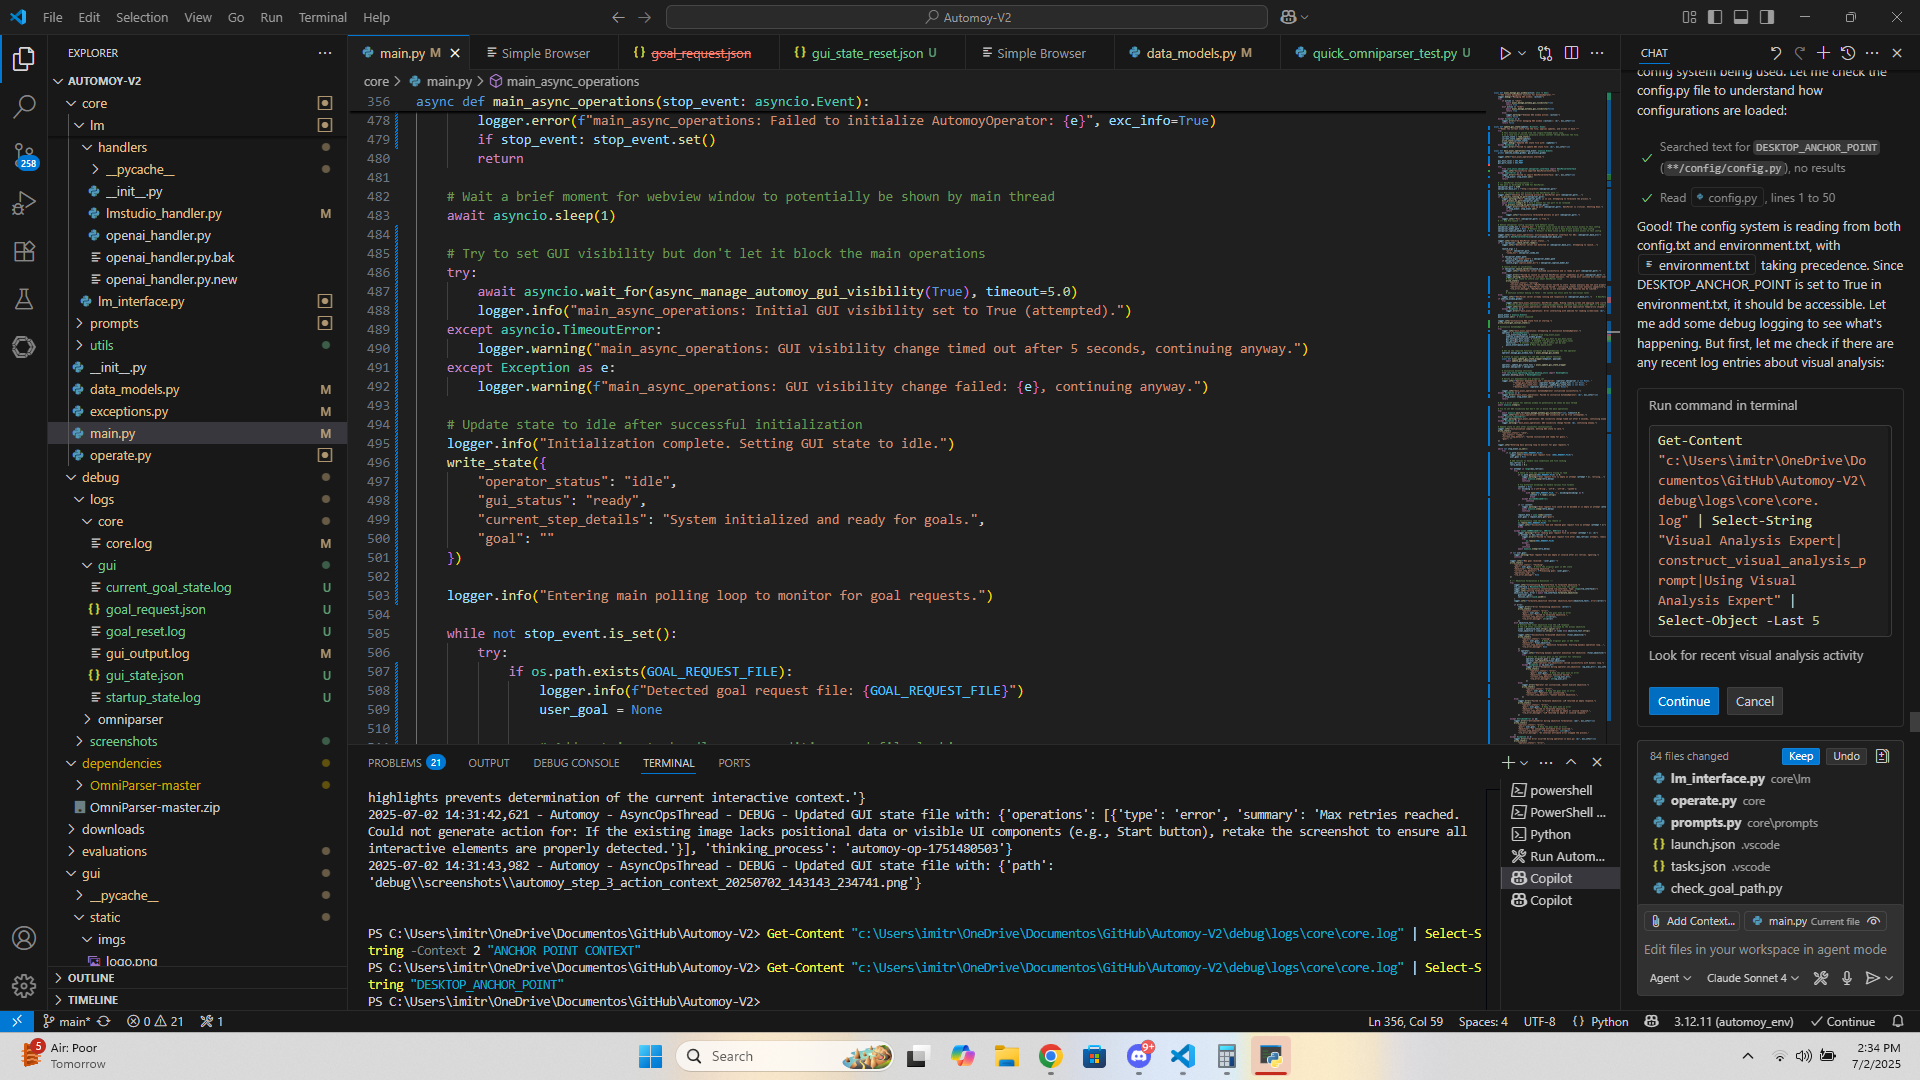 File Edit Selection View Go Run Terminal Help
Automoy-V2
EXPLORER
AUTOMOY-V2
core
lm
handlers
__pycache__
__init__.py
lmstudio_handler.py M
openai_handler.py
openai_handler.py.bak
openai_handler.py.new
lm_interface.py
prompts
utils
__init__.py
data_models.py M
exceptions.py M
main.py M
operate.py
debug
logs
core
core.log M
gui
current_goal_state.log U
goal_request.json U
goal_reset.log U
gui_output.log M
gui_state.json U
startup_state.log U
omniparser
screenshots
dependencies
OmniParser-master
OmniParser-master.zip
downloads
evaluations
gui
__pycache__
static
imgs
logo.png
OUTLINE
TIMELINE
258
main.py M
Simple Browser
goal_request.json
gui_state_reset.json U
Simple Browser
data_models.py M
quick_omniparser_test.py U
core > main.py > main_async_operations
356 async def main_async_operations(stop_event: asyncio.Event):
478 logger.error(f"main_async_operations: Failed to initialize AutomoyOperator: {e}", exc_info=True)
479 if stop_event: stop_event.set()
480 return
481
482 # Wait a brief moment for webview window to potentially be shown by main thread
483 await asyncio.sleep(1)
484
485 # Try to set GUI visibility but don't let it block the main operations
486 try:
487 await asyncio.wait_for(async_manage_automoy_gui_visibility(True), timeout=5.0)
488 logger.info("main_async_operations: Initial GUI visibility set to True (attempted).")
489 except asyncio.TimeoutError:
490 logger.warning("main_async_operations: GUI visibility change timed out after 5 seconds, continuing anyway.")
491 except Exception as e:
492 logger.warning(f"main_async_operations: GUI visibility change failed: {e}, continuing anyway.")
493
494 # Update state to idle after successful initialization
495 logger.info("Initialization complete. Setting GUI state to idle.")
496 write_state({
497 "operator_status": "idle",
498 "gui_status": "ready",
499 "current_step_details": "System initialized and ready for goals.",
500 "goal": ""
501 })
502
503 logger.info("Entering main polling loop to monitor for goal requests.")
504
505 while not stop_event.is_set():
506 try:
507 if os.path.exists(GOAL_REQUEST_FILE):
508 logger.info(f"Detected goal request file: {GOAL_REQUEST_FILE}")
509 user_goal = None
510
PROBLEMS 21 OUTPUT DEBUG CONSOLE TERMINAL PORTS
highlights prevents determination of the current interactive context.'}
2025-07-02 14:31:42,621 - Automoy - AsyncOpsThread - DEBUG - Updated GUI state file with: {'operations': [{'type': 'error', 'summary': 'Max retries reached.
Could not generate action for: If the existing image lacks positional data or visible UI components (e.g., Start button), retake the screenshot to ensure all
interactive elements are properly detected.'}], 'thinking_process': 'automoy-op-1751480503'}
2025-07-02 14:31:43,982 - Automoy - AsyncOpsThread - DEBUG - Updated GUI state file with: {'path':
'debug\\screenshots\\automoy_step_3_action_context_20250702_143143_234741.png'}
PS C:\Users\imitr\OneDrive\Documentos\GitHub\Automoy-V2> Get-Content "c:\Users\imitr\OneDrive\Documentos\GitHub\Automoy-V2\debug\logs\core\core.log" | Select-S
tring -Context 2 "ANCHOR POINT CONTEXT"
PS C:\Users\imitr\OneDrive\Documentos\GitHub\Automoy-V2> Get-Content "c:\Users\imitr\OneDrive\Documentos\GitHub\Automoy-V2\debug\logs\core\core.log" | Select-S
tring "DESKTOP_ANCHOR_POINT"
PS C:\Users\imitr\OneDrive\Documentos\GitHub\Automoy-V2>
powershell
PowerShell ...
Python
Run Autom...
Copilot
Copilot
CHAT
config system being used. Let me check the
config.py file to understand how
configurations are loaded:
Searched text for DESKTOP_ANCHOR_POINT
(**/config/config.py), no results
Read config.py, lines 1 to 50
Good! The config system is reading from both
config.txt and environment.txt, with
environment.txt taking precedence. Since
DESKTOP_ANCHOR_POINT is set to True in
environment.txt, it should be accessible. Let
me add some debug logging to see what's
happening. But first, let me check if there are
any recent log entries about visual analysis:
Run command in terminal
Get-Content
"c:\Users\imitr\OneDrive\Do
cumentos\GitHub\Automoy-V2\
debug\logs\core\core.
log" | Select-String
"Visual Analysis Expert|
construct_visual_analysis_p
rompt|Using Visual
Analysis Expert" |
Select-Object -Last 5
Look for recent visual analysis activity
Continue Cancel
84 files changed Keep Undo
lm_interface.py core\lm
operate.py core
prompts.py core\prompts
launch.json .vscode
tasks.json .vscode
check_goal_path.py
Add Context... main.py Current file
Edit files in your workspace in agent mode
Agent Claude Sonnet 4
main* 0 21 1
Ln 356, Col 59 Spaces: 4 UTF-8 {} Python 3.12.11 (automoy_env) Continue
5 Air: Poor
Tomorrow
Search
9+
2:34 PM
7/2/2025